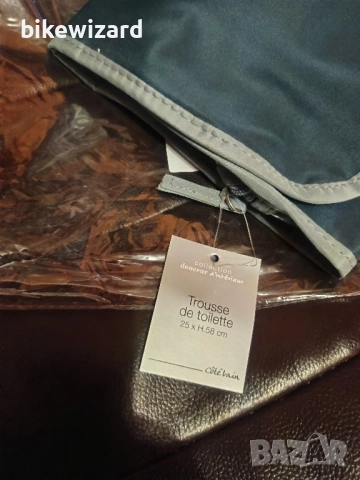 bikewizard
collection
douceur d'intérieur
Trousse
de toilette
25 x H.58 cm
Côté bain
BAZAR